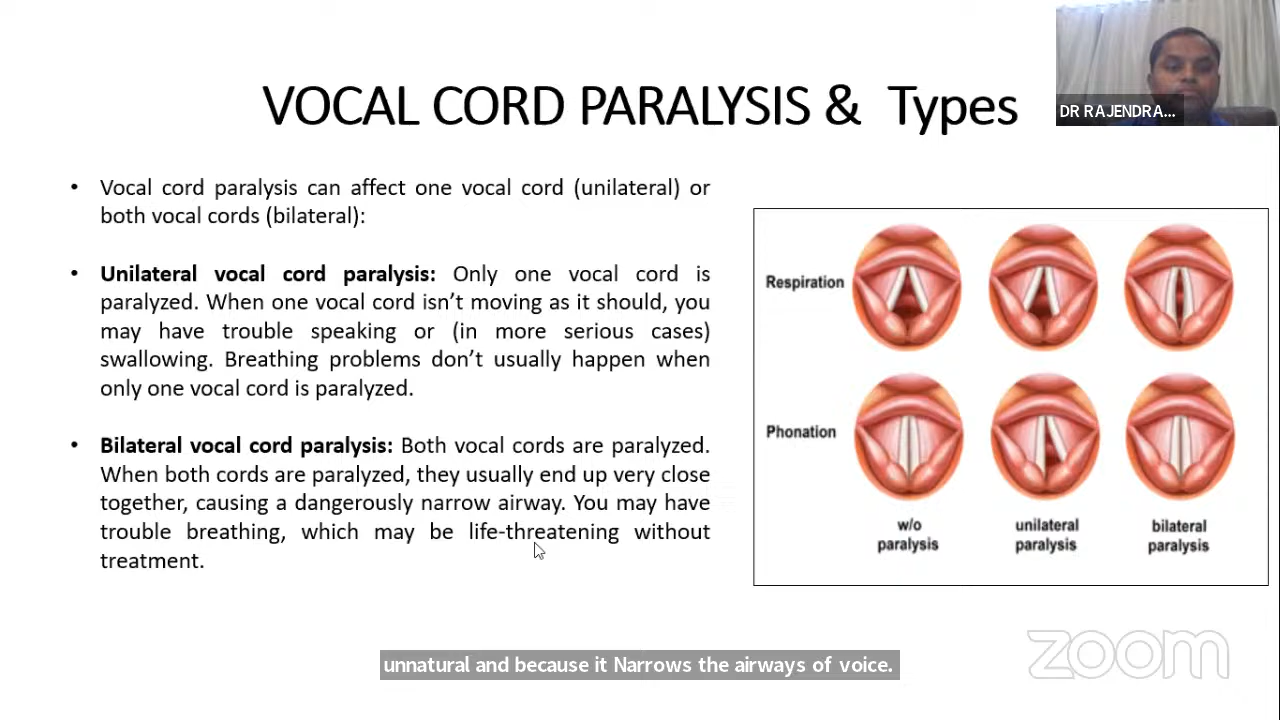 VOCAL CORD PARALYSIS & Types
DR RAJENDRA...
• Vocal cord paralysis can affect one vocal cord (unilateral) or
both vocal cords (bilateral):
• Unilateral vocal cord paralysis: Only one vocal cord is
paralyzed. When one vocal cord isn’t moving as it should, you
may have trouble speaking or (in more serious cases)
swallowing. Breathing problems don’t usually happen when
only one vocal cord is paralyzed.
• Bilateral vocal cord paralysis: Both vocal cords are paralyzed.
When both cords are paralyzed, they usually end up very close
together, causing a dangerously narrow airway. You may have
trouble breathing, which may be life-threatening without
treatment.
Respiration
Phonation
w/o
paralysis
unilateral
paralysis
bilateral
paralysis
zoom
unnatural and because it Narrows the airways of voice.